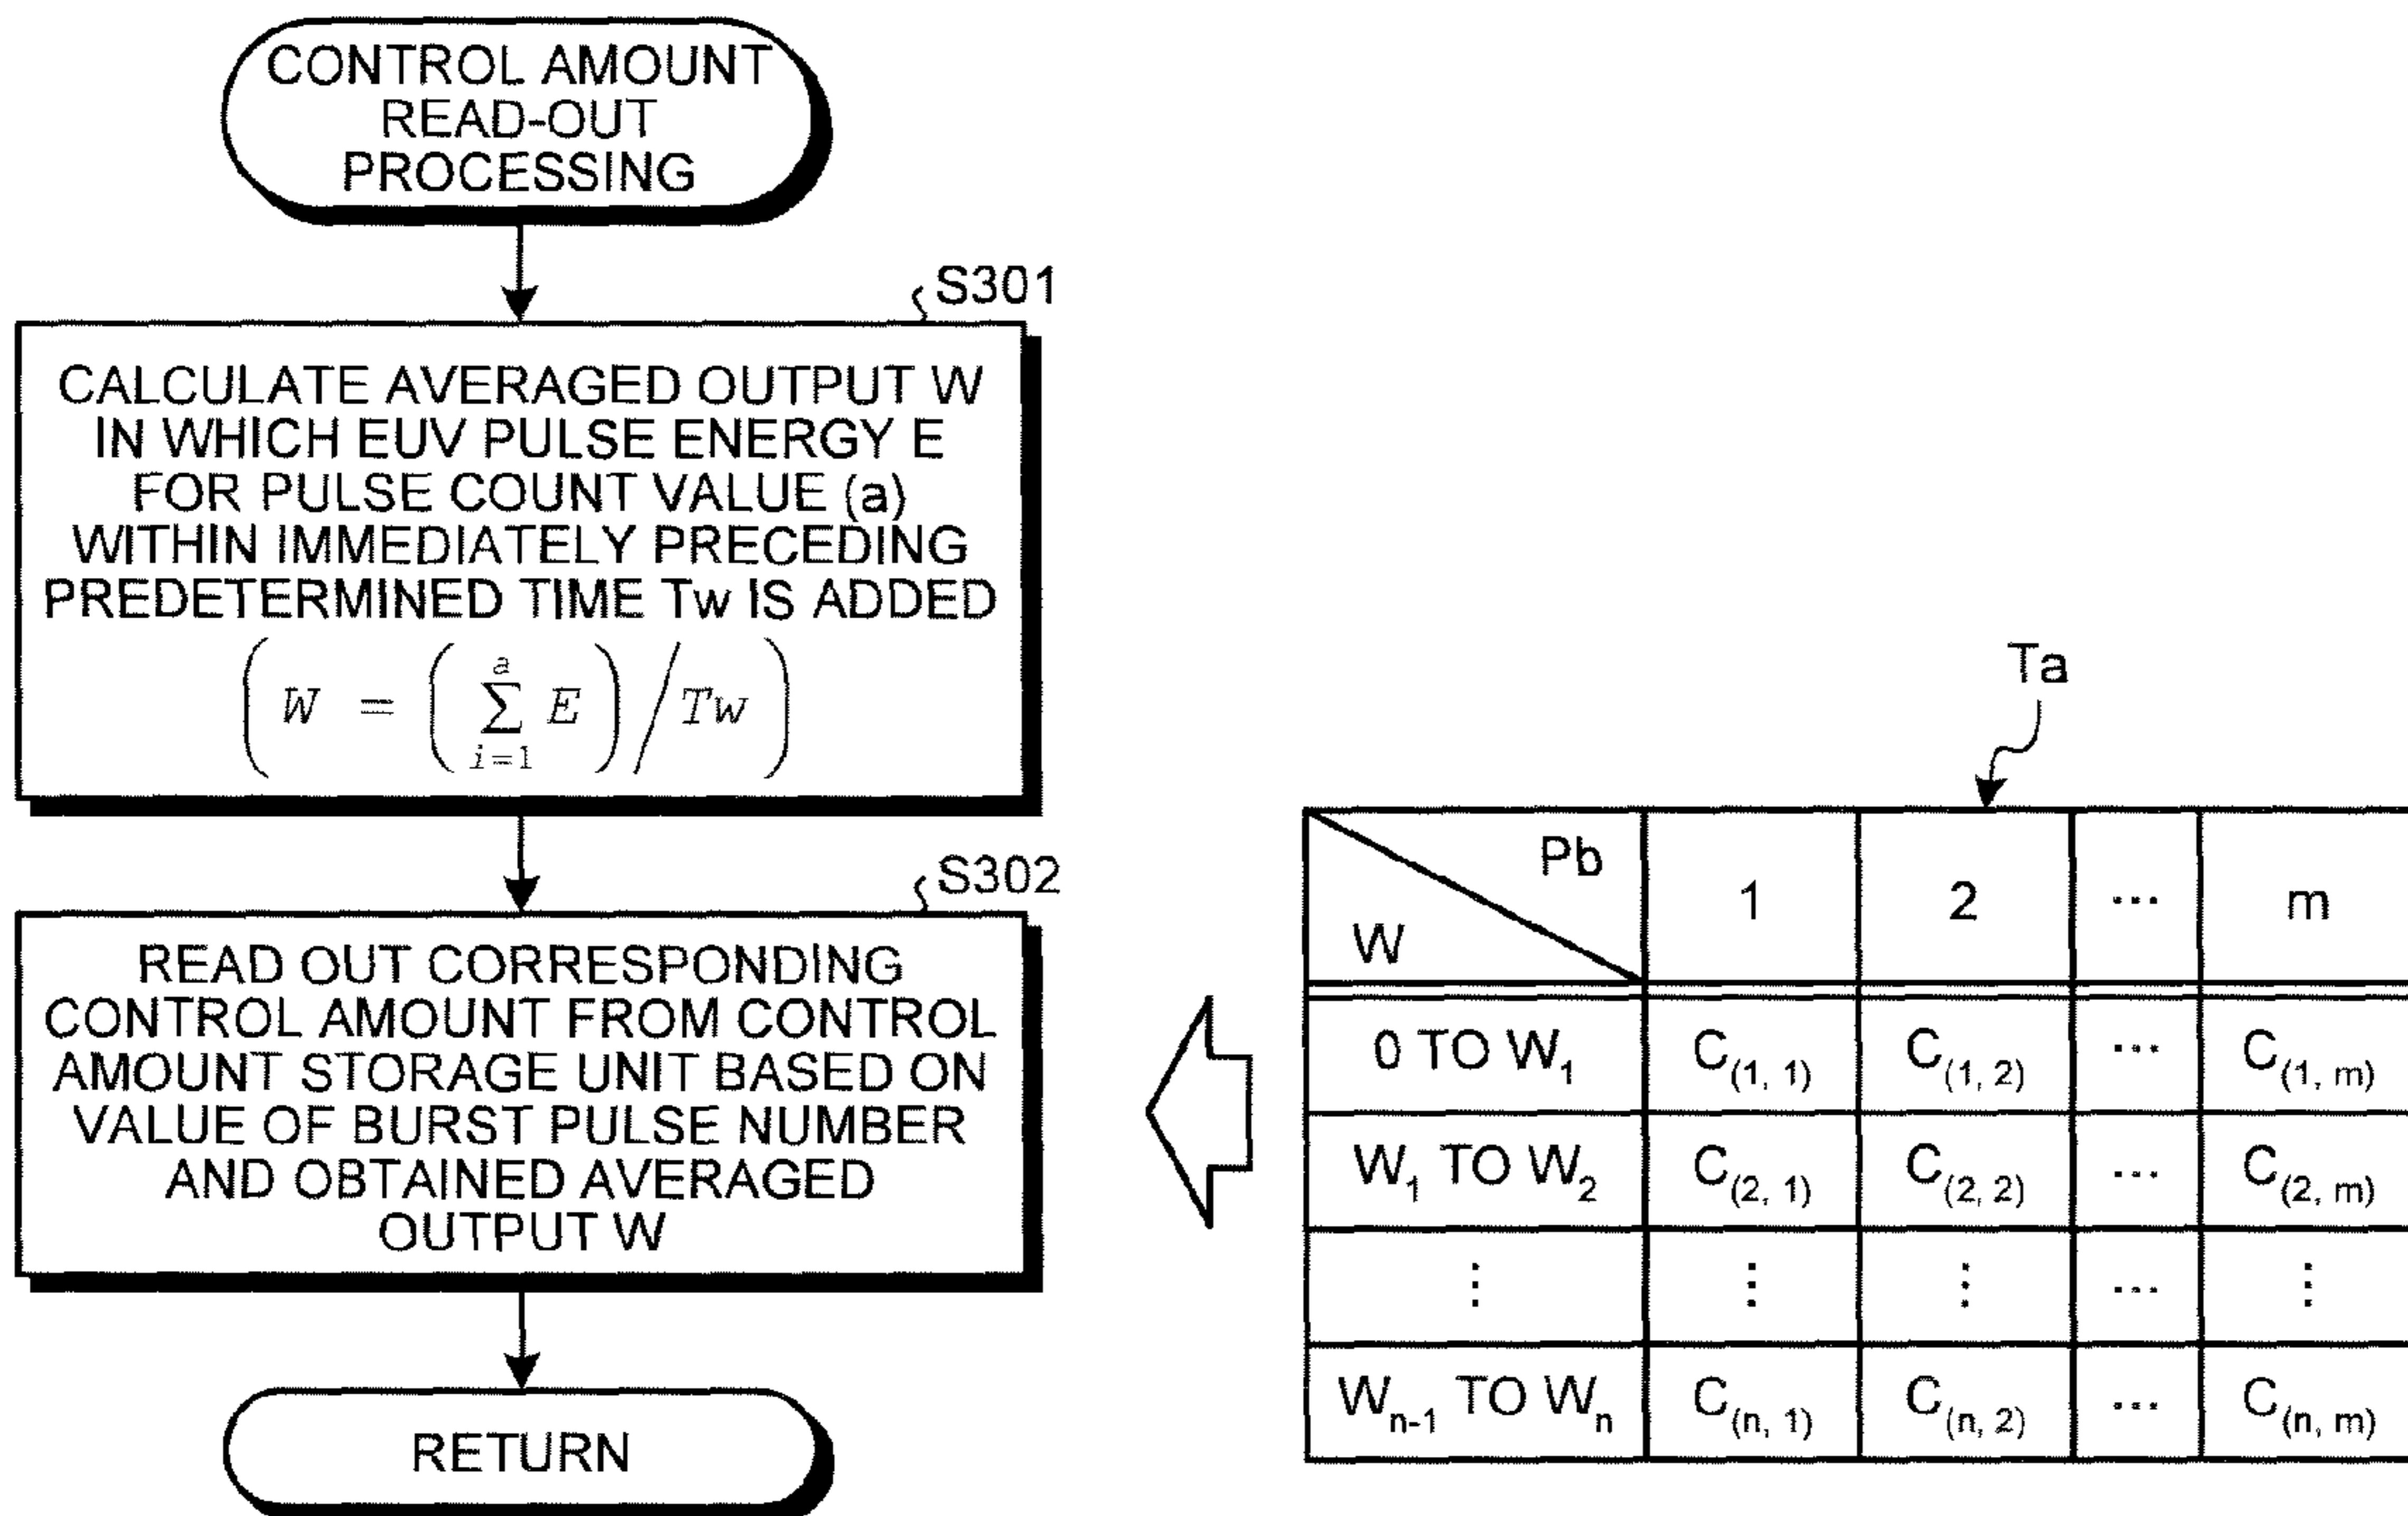 CONTROL AMOUNT
READ-OUT
PROCESSING
S301
CALCULATE AVERAGED OUTPUT W
IN WHICH EUV PULSE ENERGY E
FOR PULSE COUNT VALUE (a)
WITHIN IMMEDIATELY PRECEDING
PREDETERMINED TIME Tw IS ADDED
( W = ( ∑_{i=1}^{a} E ) / Tw )
S302
READ OUT CORRESPONDING
CONTROL AMOUNT FROM CONTROL
AMOUNT STORAGE UNIT BASED ON
VALUE OF BURST PULSE NUMBER
AND OBTAINED AVERAGED
OUTPUT W
RETURN
Ta
Pb
W 1 2 ... m
0 TO W₁ C(1, 1) C(1, 2) ... C(1, m)
W₁ TO W₂ C(2, 1) C(2, 2) ... C(2, m)
⋮ ⋮ ⋮ ... ⋮
Wn-1 TO Wn C(n, 1) C(n, 2) ... C(n, m)